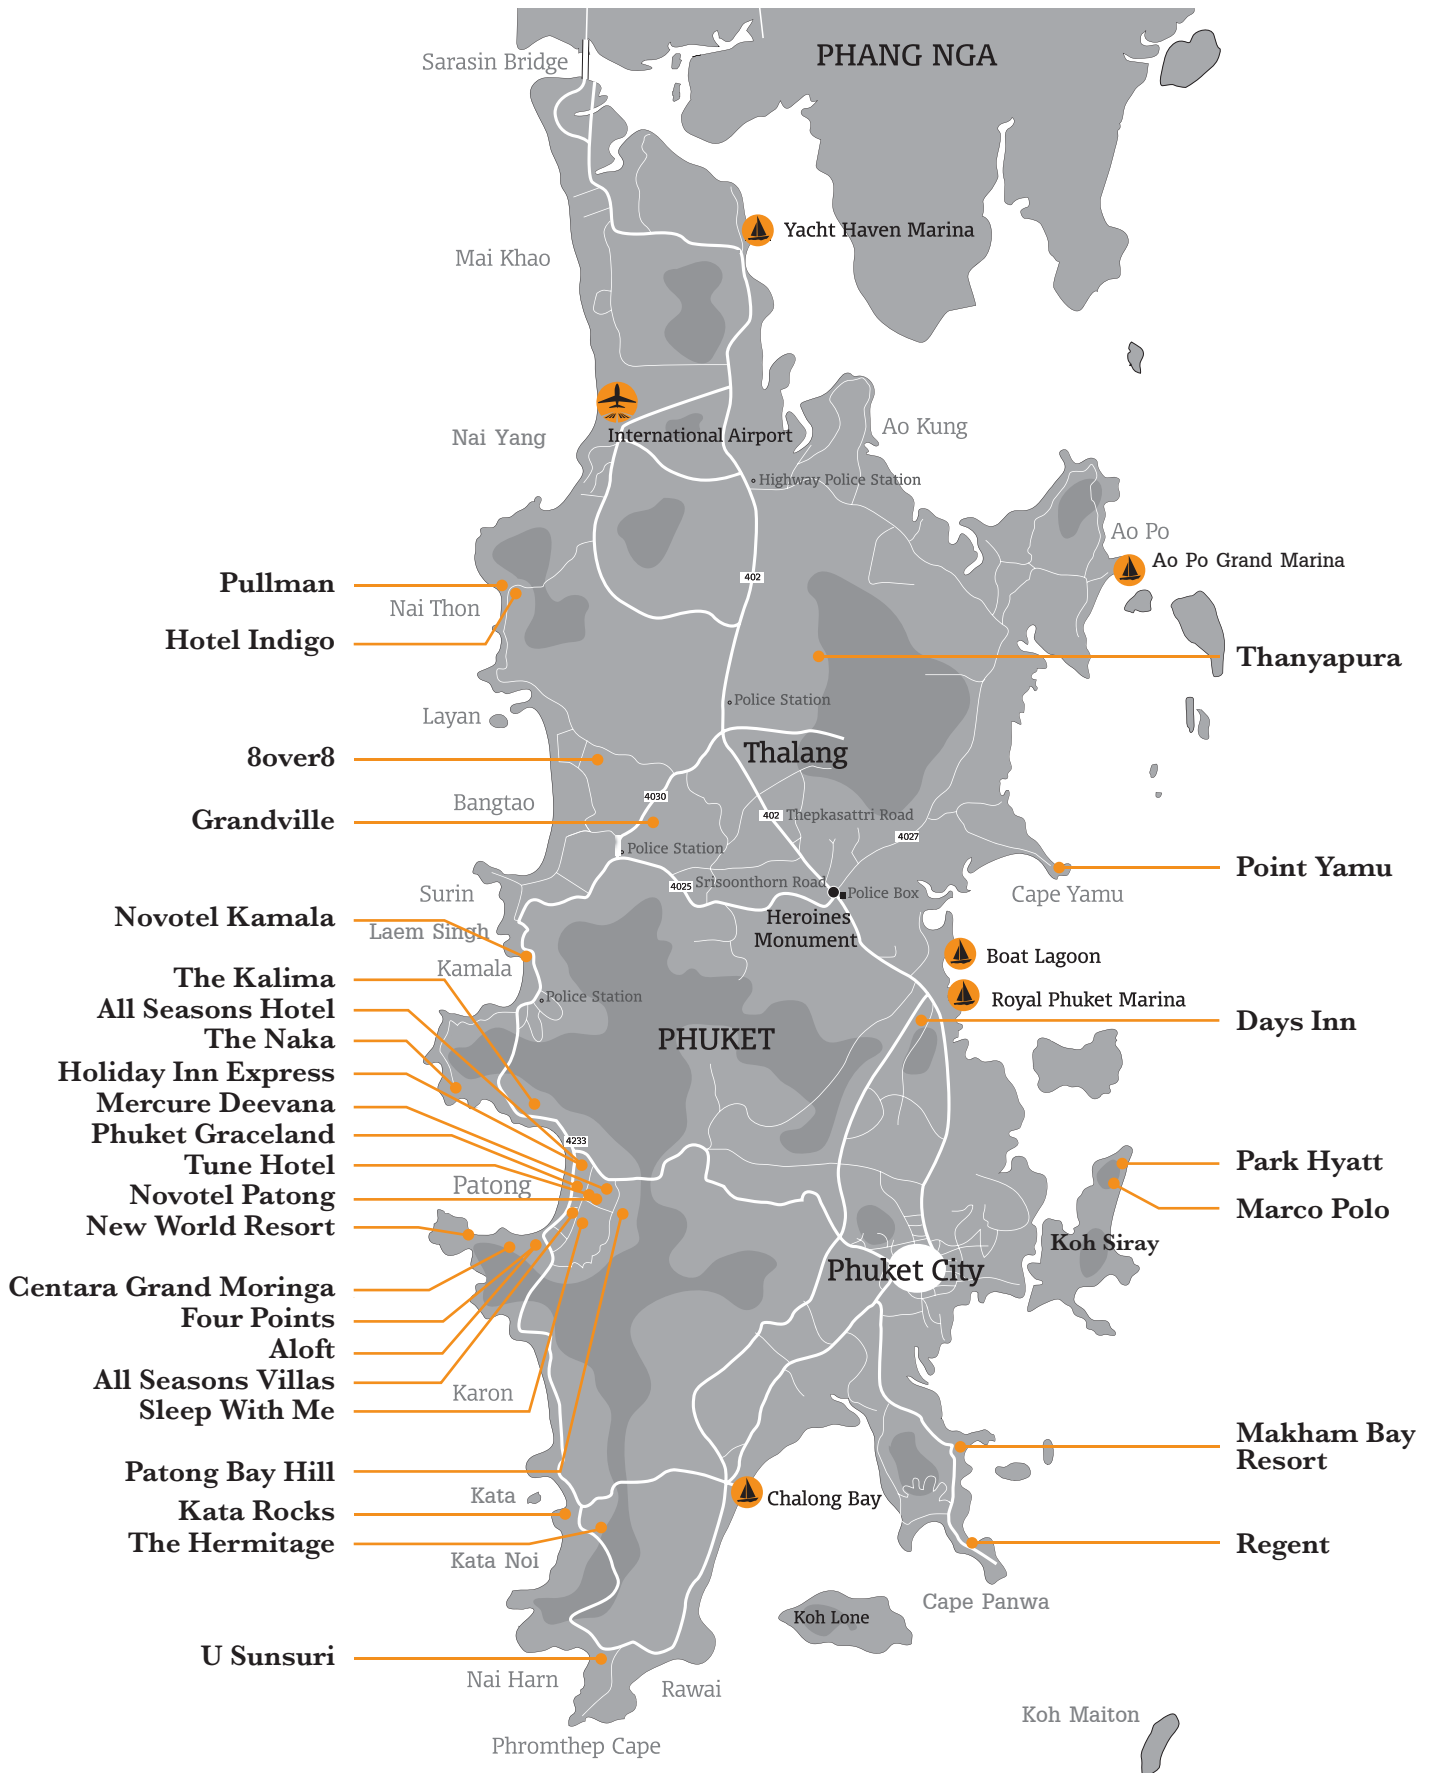 Sarasin Bridge
PHANG NGA
Yacht Haven Marina
Mai Khao
International Airport
Nai Yang
Ao Kung
Highway Police Station
Ao Po
Ao Po Grand Marina
402
Pullman
Nai Thon
Hotel Indigo
Thanyapura
Police Station
Layan
Thalang
8over8
4030
Bangtao
402
Thepkasattri Road
Grandville
4027
Police Station
Point Yamu
4025
Srisoonthorn Road
Police Box
Surin
Cape Yamu
Heroines
Monument
Novotel Kamala
Laem Singh
Boat Lagoon
Kamala
The Kalima
Police Station
Royal Phuket Marina
All Seasons Hotel
Days Inn
The Naka
PHUKET
Holiday Inn Express
Mercure Deevana
Phuket Graceland
4233
Tune Hotel
Park Hyatt
Patong
Novotel Patong
Marco Polo
New World Resort
Koh Siray
Phuket City
Centara Grand Moringa
Four Points
Aloft
All Seasons Villas
Karon
Sleep With Me
Makham Bay
Resort
Patong Bay Hill
Kata
Chalong Bay
Kata Rocks
The Hermitage
Regent
Kata Noi
Cape Panwa
Koh Lone
U Sunsuri
Nai Harn
Rawai
Koh Maiton
Phromthep Cape